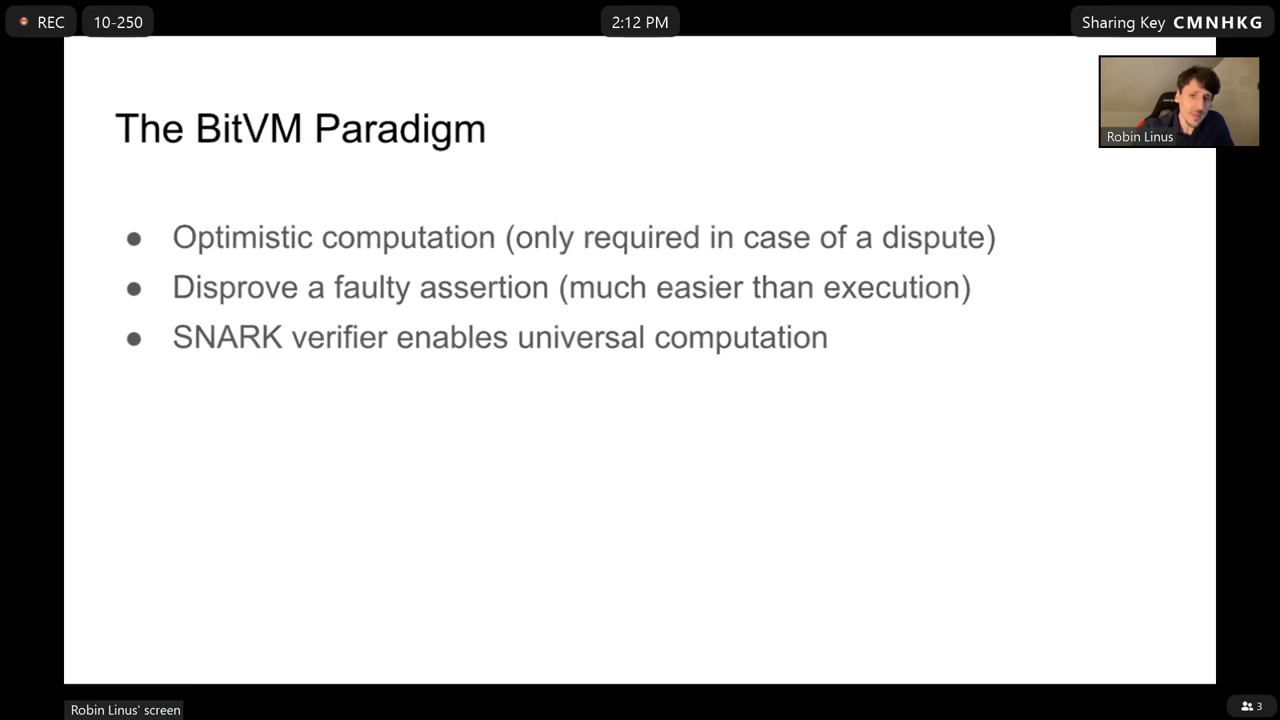 REC
10-250
2:12 PM
Sharing Key CMNHKG
The BitVM Paradigm
Robin Linus
● Optimistic computation (only required in case of a dispute)
● Disprove a faulty assertion (much easier than execution)
● SNARK verifier enables universal computation
Robin Linus' screen
3